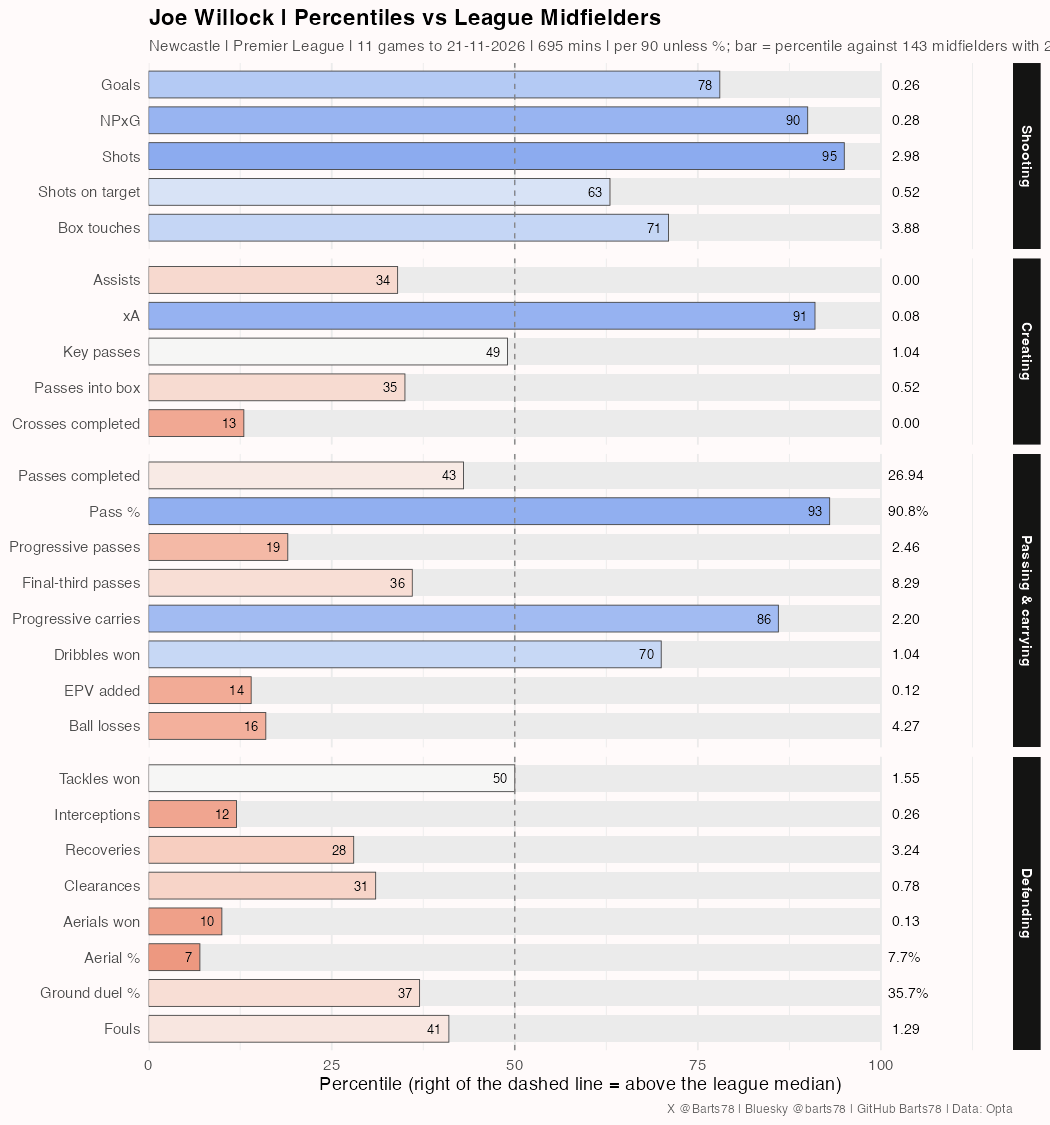 Joe Willock | Percentiles vs League Midfielders
Newcastle | Premier League | 11 games to 21-11-2026 | 695 mins | per 90 unless %; bar = percentile against 143 midfielders with 2
Goals 78 0.26
NPxG 90 0.28
Shots 95 2.98
Shots on target 63 0.52
Box touches 71 3.88
Shooting
Assists 34 0.00
xA 91 0.08
Key passes 49 1.04
Passes into box 35 0.52
Crosses completed 13 0.00
Creating
Passes completed 43 26.94
Pass % 93 90.8%
Progressive passes 19 2.46
Final-third passes 36 8.29
Progressive carries 86 2.20
Dribbles won 70 1.04
EPV added 14 0.12
Ball losses 16 4.27
Passing & carrying
Tackles won 50 1.55
Interceptions 12 0.26
Recoveries 28 3.24
Clearances 31 0.78
Aerials won 10 0.13
Aerial % 7 7.7%
Ground duel % 37 35.7%
Fouls 41 1.29
Defending
0 25 50 75 100
Percentile (right of the dashed line = above the league median)
X @Barts78 | Bluesky @barts78 | GitHub Barts78 | Data: Opta